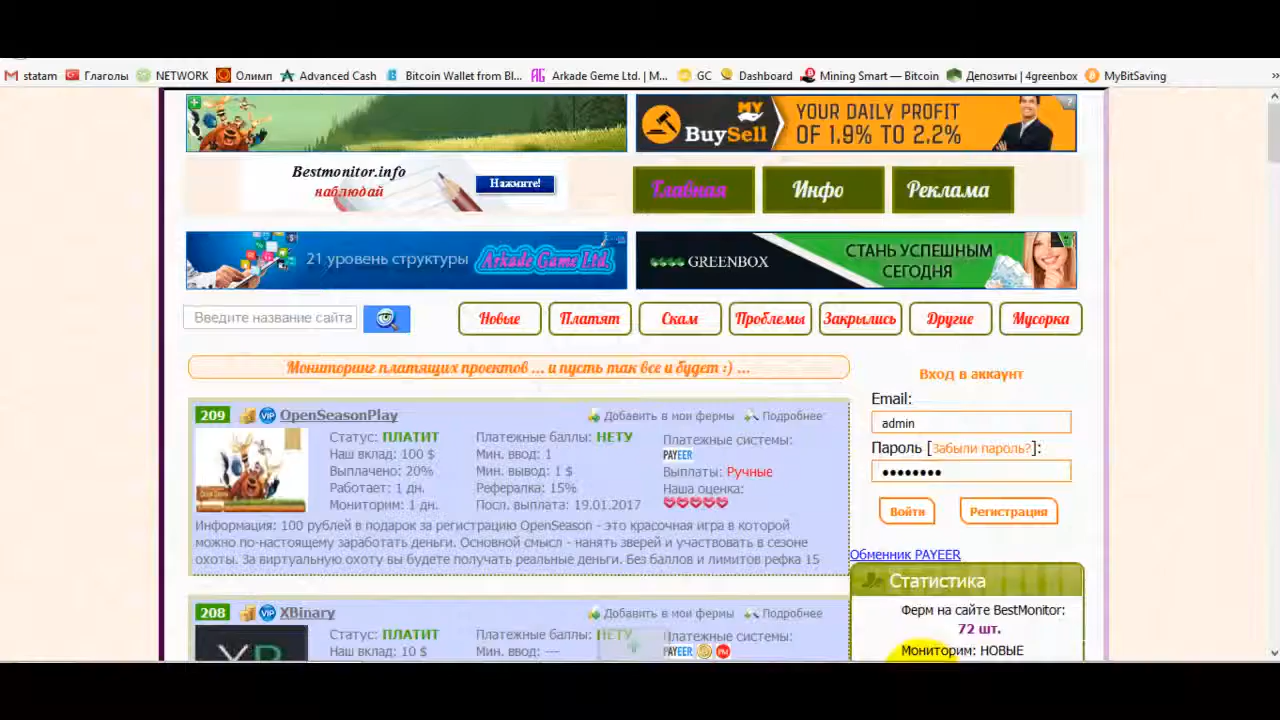 statam Глаголы NETWORK Олимп Advanced Cash Bitcoin Wallet from Bl... Arkade Geme Ltd. | M... GC Dashboard Mining Smart — Bitcoin Депозиты | 4greenbox MyBitSaving »
MY BuySell YOUR DAILY PROFIT OF 1.9% TO 2.2%
Bestmonitor.info
наблюдай
Нажмите!
Главная Инфо Реклама
21 уровень структуры Arkade Game Ltd.
GREENBOX СТАНЬ УСПЕШНЫМ СЕГОДНЯ
Введите название сайта
Новые Платят Скам Проблемы Закрылись Другие Мусорка
Мониторинг платящих проектов ... и пусть так все и будет :) ...
209 VIP OpenSeasonPlay Добавить в мои фермы Подробнее
Статус: ПЛАТИТ
Наш вклад: 100 $
Выплачено: 20%
Работает: 1 дн.
Мониторим: 1 дн.
Платежные баллы: НЕТУ
Мин. ввод: 1
Мин. вывод: 1 $
Рефералка: 15%
Посл. выплата: 19.01.2017
Платежные системы:
PAYEER
Выплаты: Ручные
Наша оценка:
Информация: 100 рублей в подарок за регистрацию OpenSeason - это красочная игра в которой
можно по-настоящему заработать деньги. Основной смысл - нанять зверей и участвовать в сезоне
охоты. За виртуальную охоту вы будете получать реальные деньги. Без баллов и лимитов рефка 15
208 VIP XBinary Добавить в мои фермы Подробнее
Статус: ПЛАТИТ
Наш вклад: 10 $
Платежные баллы: НЕТУ
Мин. ввод: ---
Платежные системы:
PAYEER PM
Вход в аккаунт
Email:
admin
Пароль [Забыли пароль?]:
••••••••
Войти Регистрация
Обменник PAYEER
Статистика
Ферм на сайте BestMonitor:
72 шт.
Мониторим: НОВЫЕ